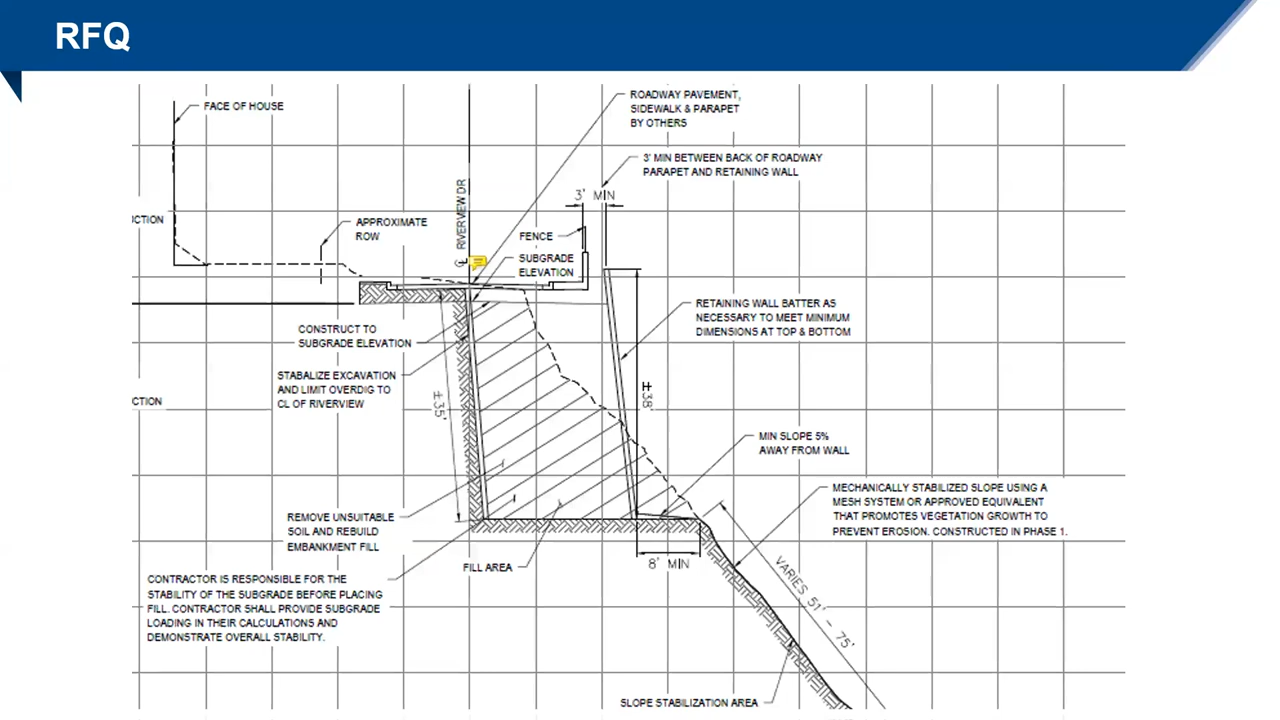 RFQ
FACE OF HOUSE
ROADWAY PAVEMENT,
SIDEWALK & PARAPET
BY OTHERS
3' MIN BETWEEN BACK OF ROADWAY
PARAPET AND RETAINING WALL
3' MIN
UCTION
APPROXIMATE
ROW
℄ RIVERVIEW DR
FENCE
SUBGRADE
ELEVATION
RETAINING WALL BATTER AS
NECESSARY TO MEET MINIMUM
DIMENSIONS AT TOP & BOTTOM
CONSTRUCT TO
SUBGRADE ELEVATION
STABALIZE EXCAVATION
AND LIMIT OVERDIG TO
CL OF RIVERVIEW
CTION
±35'
±38'
MIN SLOPE 5%
AWAY FROM WALL
MECHANICALLY STABILIZED SLOPE USING A
MESH SYSTEM OR APPROVED EQUIVALENT
THAT PROMOTES VEGETATION GROWTH TO
PREVENT EROSION. CONSTRUCTED IN PHASE 1.
REMOVE UNSUITABLE
SOIL AND REBUILD
EMBANKMENT FILL
FILL AREA
8' MIN
VARIES 51' - 75'
CONTRACTOR IS RESPONSIBLE FOR THE
STABILITY OF THE SUBGRADE BEFORE PLACING
FILL. CONTRACTOR SHALL PROVIDE SUBGRADE
LOADING IN THEIR CALCULATIONS AND
DEMONSTRATE OVERALL STABILITY.
SLOPE STABILIZATION AREA